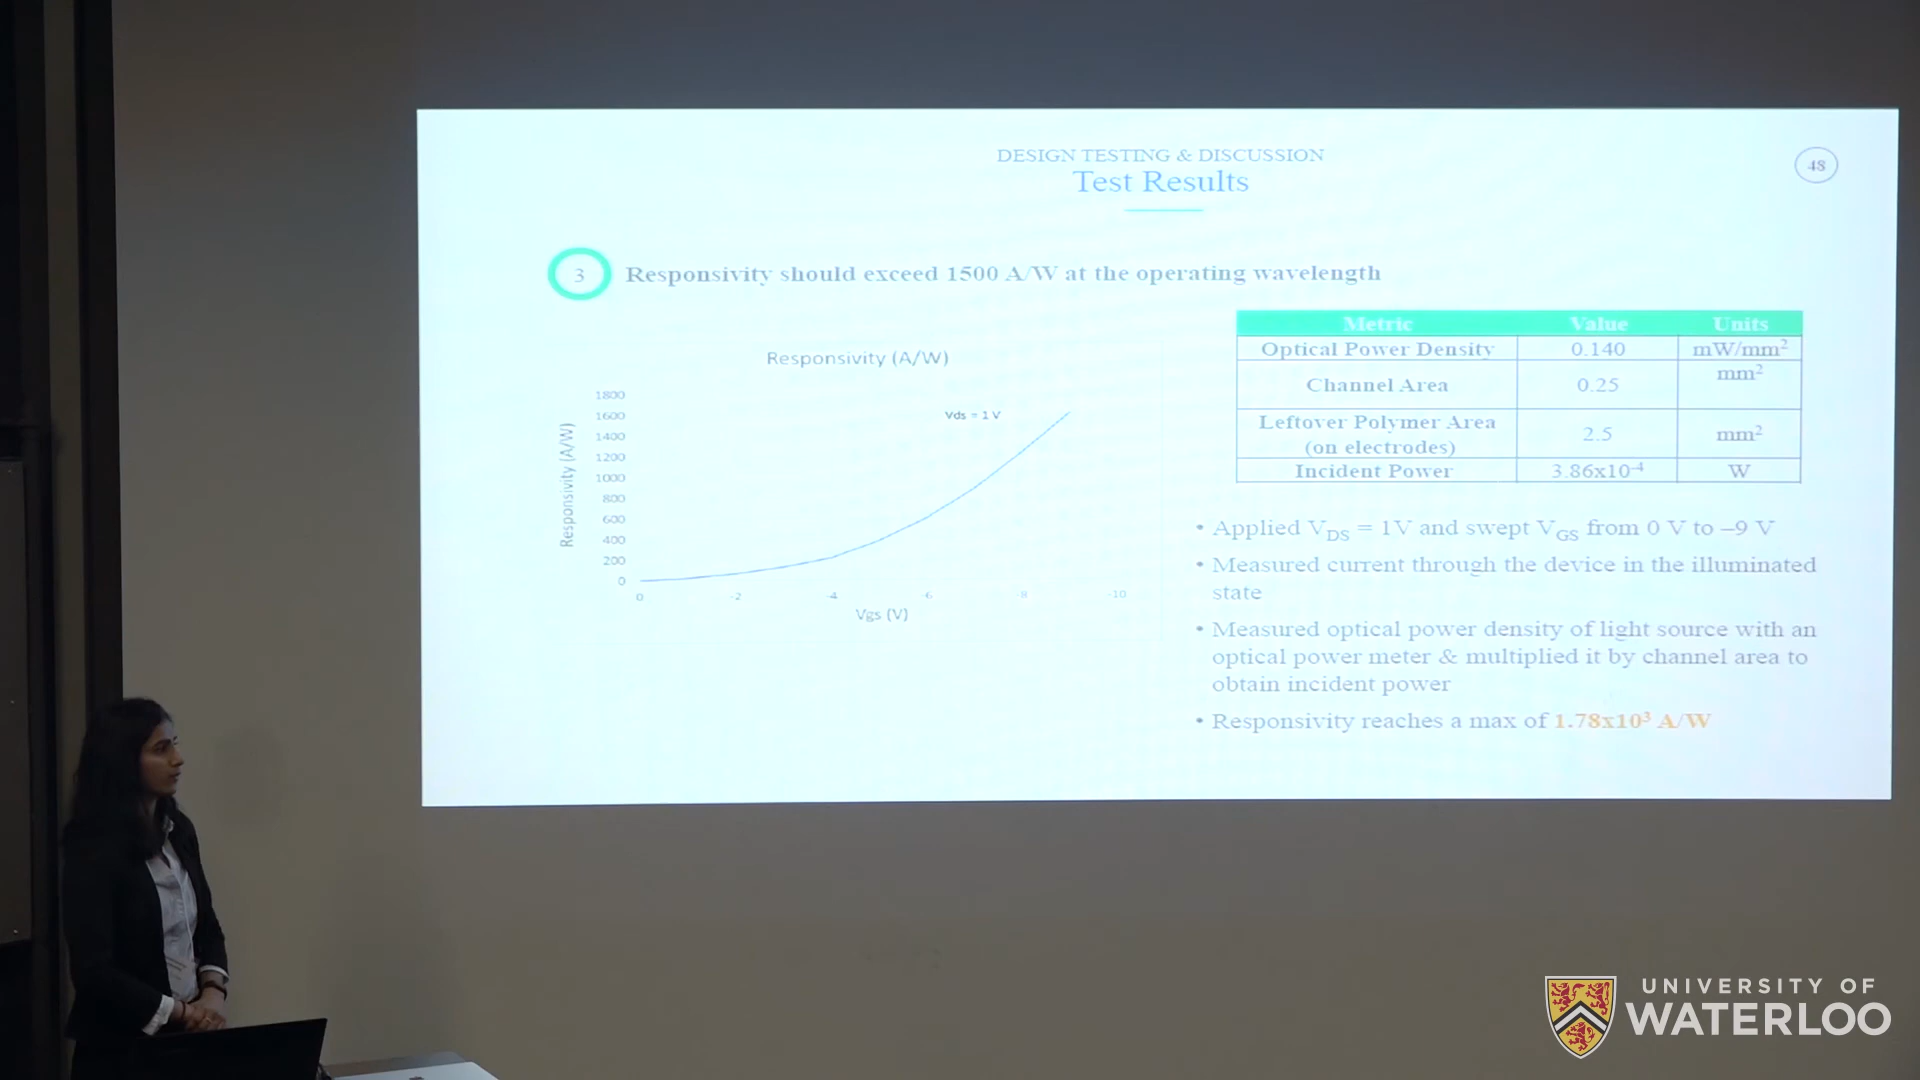 DESIGN TESTING & DISCUSSION
Test Results
48
3
Responsivity should exceed 1500 A/W at the operating wavelength
Responsivity (A/W)
Responsivity (A/W)
1800
1600
1400
1200
1000
800
600
400
200
0
Vds = 1 V
0 -2 -4 -6 -8 -10
Vgs (V)
Metric Value Units
Optical Power Density 0.140 mW/mm²
Channel Area 0.25 mm²
Leftover Polymer Area
(on electrodes) 2.5 mm²
Incident Power 3.86x10⁻⁴ W
• Applied V_DS = 1V and swept V_GS from 0 V to –9 V
• Measured current through the device in the illuminated
state
• Measured optical power density of light source with an
optical power meter & multiplied it by channel area to
obtain incident power
• Responsivity reaches a max of 1.78x10³ A/W
UNIVERSITY OF
WATERLOO